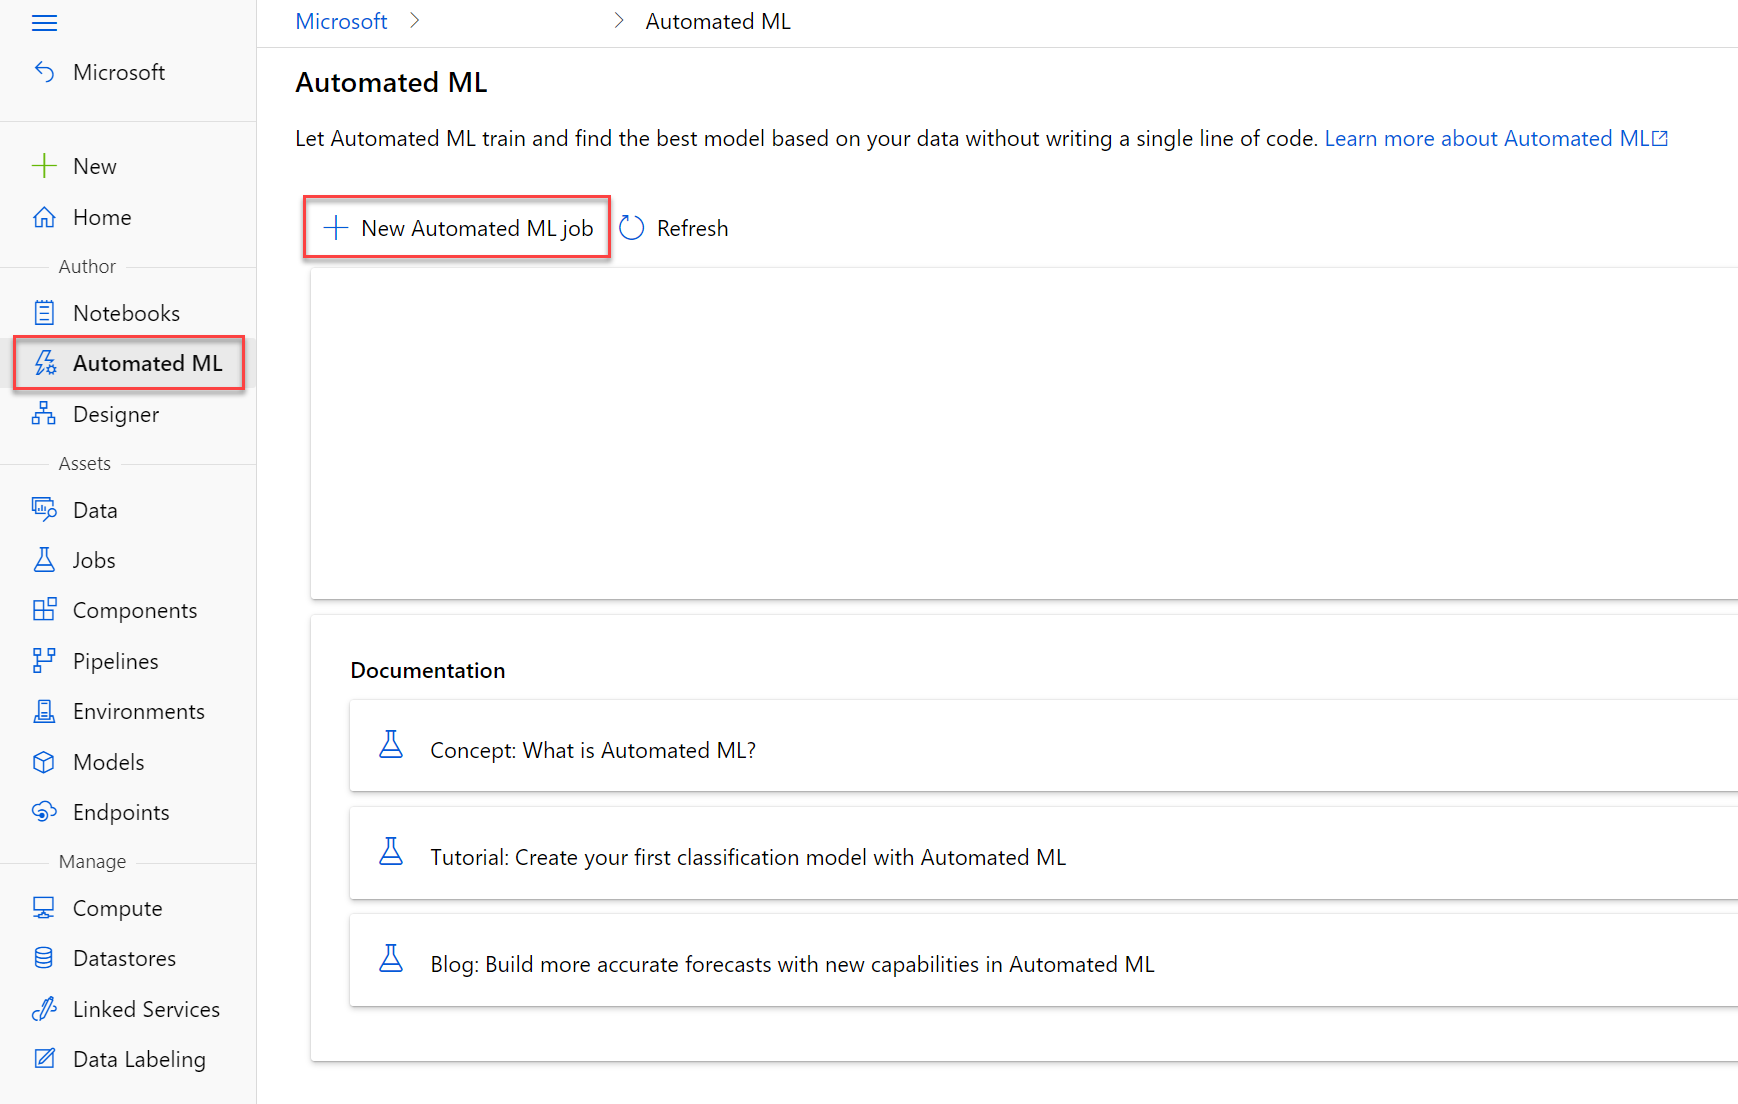 Microsoft
New
Home
Author
Notebooks
Automated ML
Designer
Assets
Data
Jobs
Components
Pipelines
Environments
Models
Endpoints
Manage
Compute
Datastores
Linked Services
Data Labeling
Microsoft > > Automated ML
Automated ML
Let Automated ML train and find the best model based on your data without writing a single line of code. Learn more about Automated ML
New Automated ML job Refresh
Documentation
Concept: What is Automated ML?
Tutorial: Create your first classification model with Automated ML
Blog: Build more accurate forecasts with new capabilities in Automated ML